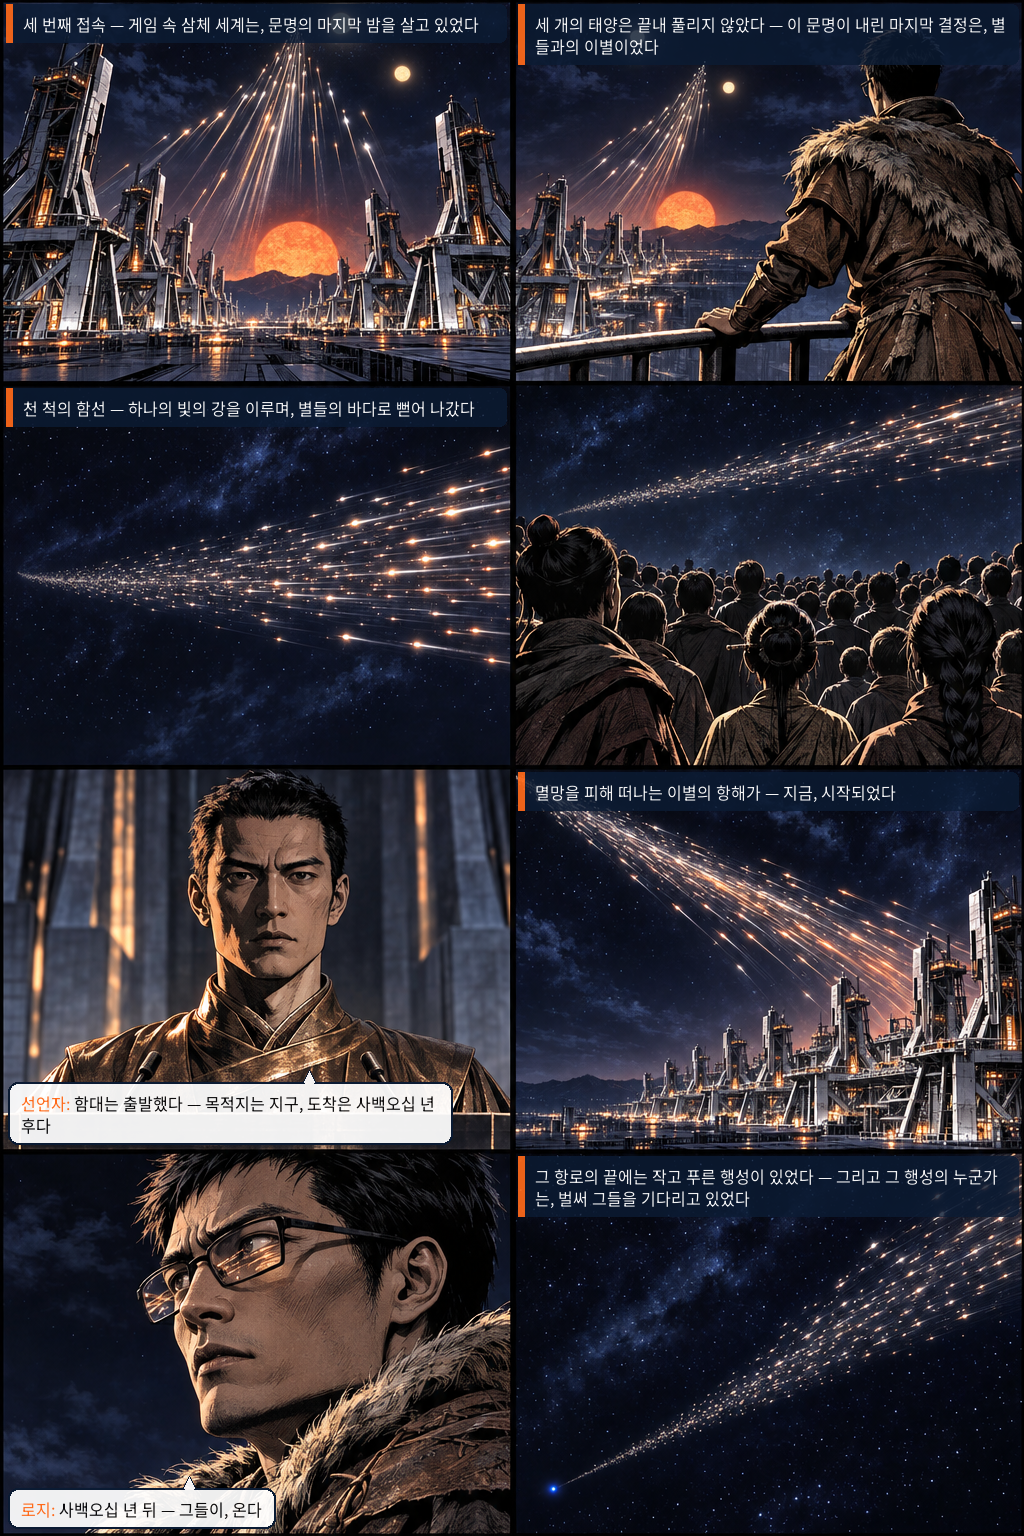 세 번째 접속 — 게임 속 삼체 세계는, 문명의 마지막 밤을 살고 있었다
세 개의 태양은 끝내 풀리지 않았다 — 이 문명이 내린 마지막 결정은, 별
들과의 이별이었다
천 척의 함선 — 하나의 빛의 강을 이루며, 별들의 바다로 뻗어 나갔다
선언자: 함대는 출발했다 — 목적지는 지구, 도착은 사백오십 년
후다
멸망을 피해 떠나는 이별의 항해가 — 지금, 시작되었다
로지: 사백오십 년 뒤 — 그들이, 온다
그 항로의 끝에는 작고 푸른 행성이 있었다 — 그리고 그 행성의 누군가
는, 벌써 그들을 기다리고 있었다